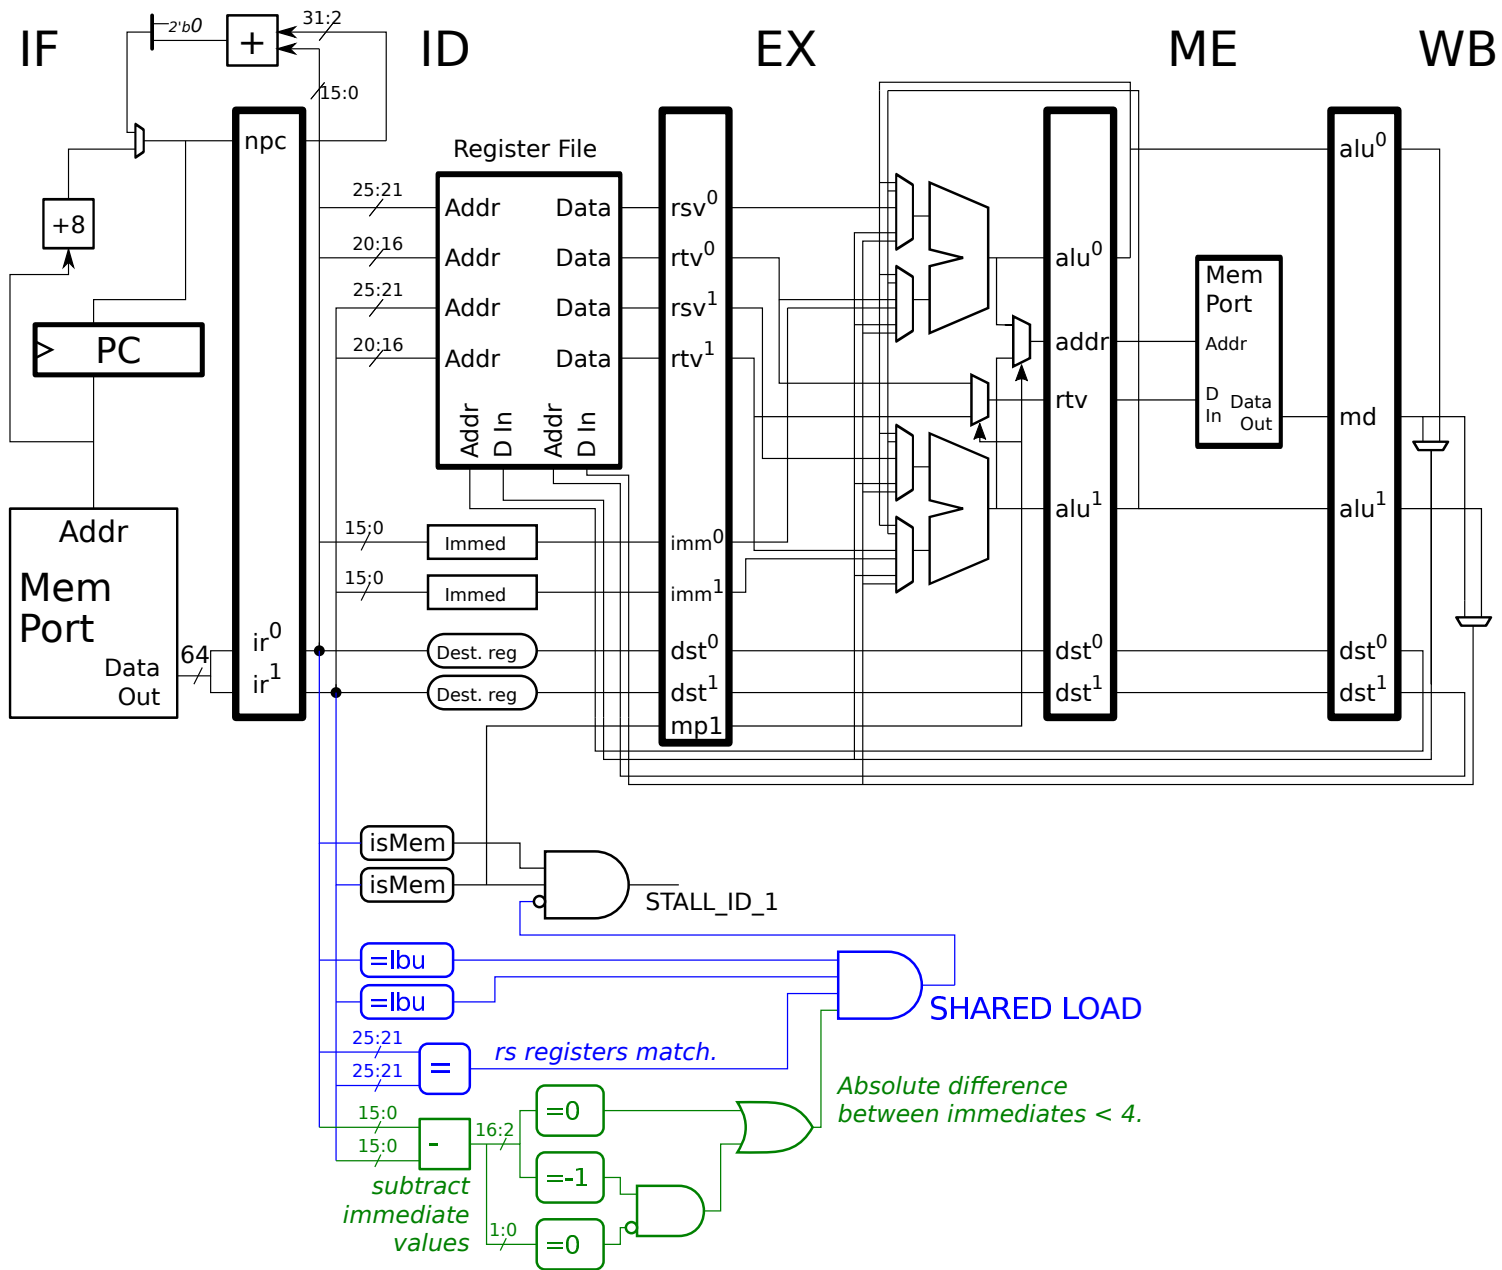 IF
ID
EX
ME
WB
2'b0
+
31:2
15:0
npc
+8
PC
Addr
Mem
Port
Data
Out
64
ir0
ir1
Register File
25:21
20:16
25:21
20:16
Addr Data
Addr Data
Addr Data
Addr Data
Addr
D In
Addr
D In
15:0
Immed
15:0
Immed
Dest. reg
Dest. reg
rsv0
rtv0
rsv1
rtv1
imm0
imm1
dst0
dst1
mp1
alu0
addr
rtv
alu1
dst0
dst1
Mem
Port
Addr
D
In
Data
Out
alu0
md
alu1
dst0
dst1
isMem
isMem
STALL_ID_1
=lbu
=lbu
SHARED LOAD
25:21
25:21
=
rs registers match.
15:0
15:0
-
subtract
immediate
values
16:2
1:0
=0
=-1
=0
Absolute difference
between immediates < 4.